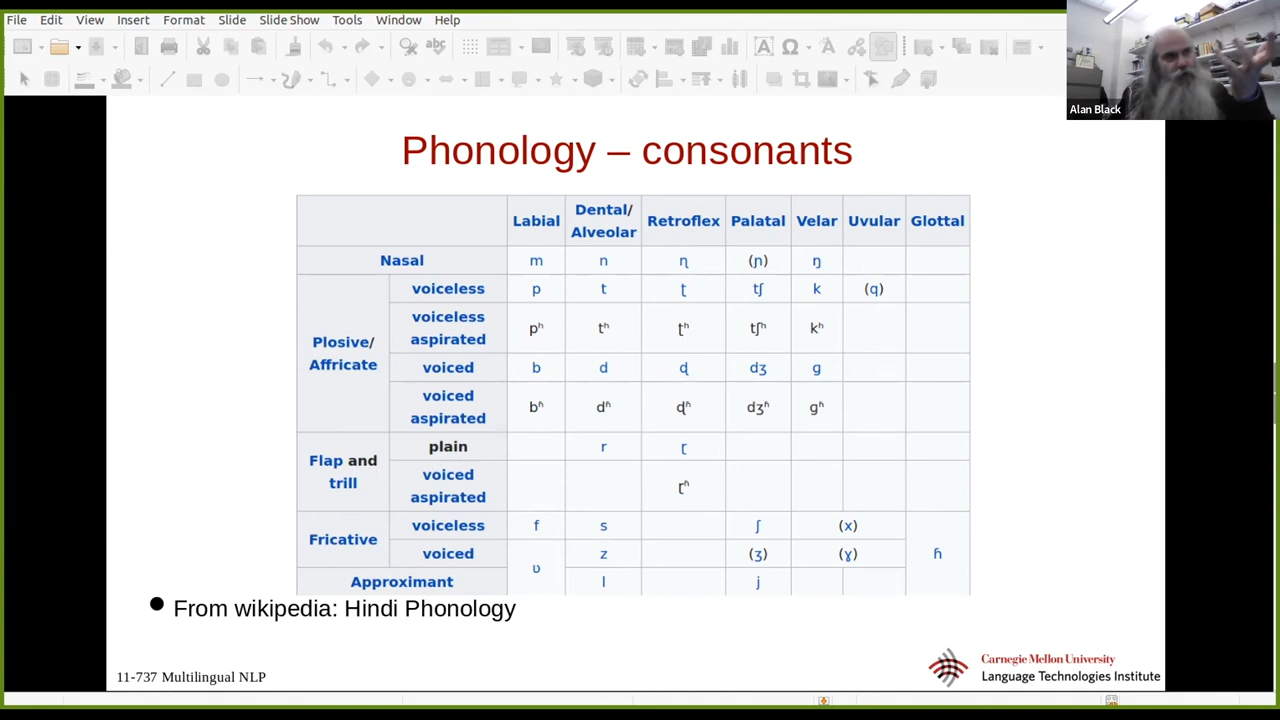 File Edit View Insert Format Slide Slide Show Tools Window Help
Alan Black
Phonology – consonants
Labial Dental/ Alveolar Retroflex Palatal Velar Uvular Glottal
Nasal m n ɳ (ɲ) ŋ
Plosive/ Affricate
voiceless p t ʈ tʃ k (q)
voiceless aspirated pʰ tʰ ʈʰ tʃʰ kʰ
voiced b d ɖ dʒ ɡ
voiced aspirated bʱ dʱ ɖʱ dʒʱ ɡʱ
Flap and trill
plain r ɽ
voiced aspirated ɽʱ
Fricative
voiceless f s ʃ (x)
voiced ʋ z (ʒ) (ɣ) ɦ
Approximant l j
● From wikipedia: Hindi Phonology
11-737 Multilingual NLP
Carnegie Mellon University
Language Technologies Institute